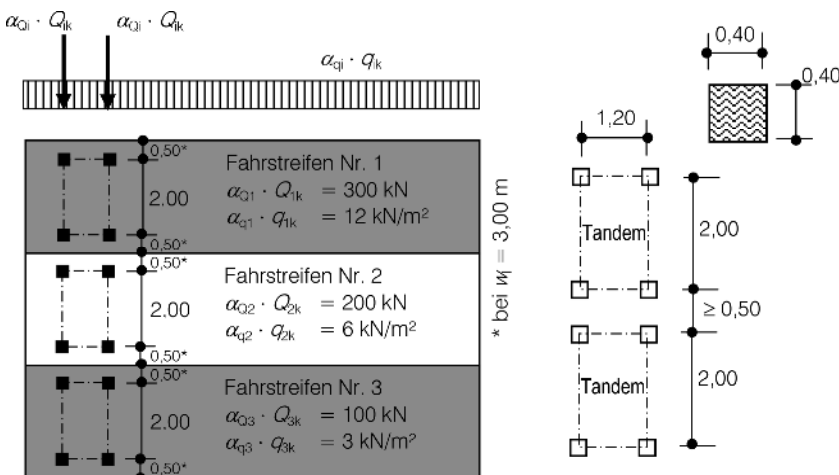 αQi · Qik αQi · Qik
αqi · qik
0,50*
2.00
0,50*
Fahrstreifen Nr. 1
αQ1 · Q1k = 300 kN
αq1 · q1k = 12 kN/m²
0,50*
2.00
0,50*
Fahrstreifen Nr. 2
αQ2 · Q2k = 200 kN
αq2 · q2k = 6 kN/m²
0,50*
2.00
0,50*
Fahrstreifen Nr. 3
αQ3 · Q3k = 100 kN
αq3 · q3k = 3 kN/m²
* bei wl = 3,00 m
0,40
0,40
1,20
Tandem
2,00
≥ 0,50
Tandem
2,00